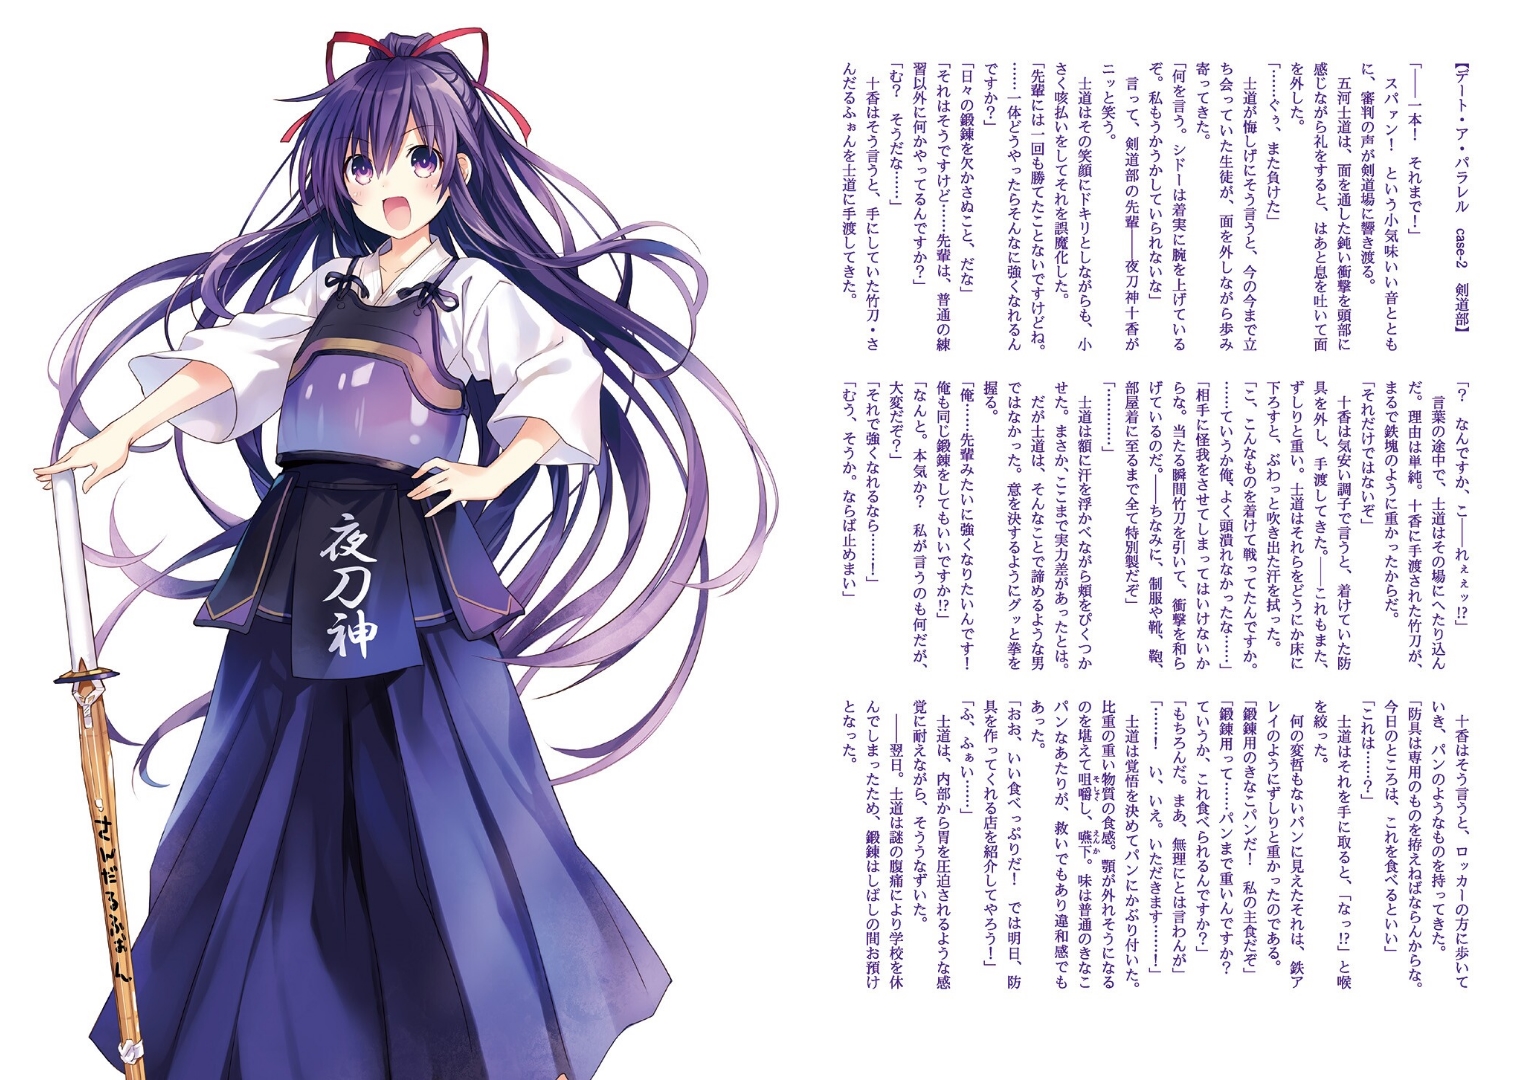 【デート・ア・パラレル　case-2　剣道部】
「――一本！　それまで！」
　スパァン！　という小気味いい音ととも
に、審判の声が剣道場に響き渡る。
　五河士道は、面を通した鈍い衝撃を頭部に
感じながら礼をすると、はあと息を吐いて面
を外した。
「……ぐぅ、また負けた」
　士道が悔しげにそう言うと、今の今まで立
ち会っていた生徒が、面を外しながら歩み
寄ってきた。
「何を言う。シドーは着実に腕を上げている
ぞ。私もうかうかしていられないな」
　言って、剣道部の先輩――夜刀神十香が
ニッと笑う。
　士道はその笑顔にドキリとしながらも、小
さく咳払いをしてそれを誤魔化した。
「先輩には一回も勝てたことないですけどね。
……一体どうやったらそんなに強くなれるん
ですか？」
「日々の鍛錬を欠かさぬこと、だな」
「それはそうですけど……先輩は、普通の練
習以外に何かやってるんですか？」
「む？　そうだな……」
　十香はそう言うと、手にしていた竹刀・さ
んだるふぉんを士道に手渡してきた。
「？　なんですか、こ――れぇぇッ!?」
　言葉の途中で、士道はその場にへたり込ん
だ。理由は単純。十香に手渡された竹刀が、
まるで鉄塊のように重かったからだ。
「それだけではないぞ」
　十香は気安い調子で言うと、着けていた防
具を外し、手渡してきた。――これもまた、
ずしりと重い。士道はそれらをどうにか床に
下ろすと、ぶわっと吹き出た汗を拭った。
「こ、こんなものを着けて戦ってたんですか。
……ていうか俺、よく頭潰れなかったな……」
「相手に怪我をさせてしまってはいけないか
らな。当たる瞬間竹刀を引いて、衝撃を和ら
げているのだ。――ちなみに、制服や靴、鞄、
部屋着に至るまで全て特別製だぞ」
「…………」
　士道は額に汗を浮かべながら頬をぴくつか
せた。まさか、ここまで実力差があったとは。
　だが士道は、そんなことで諦めるような男
ではなかった。意を決するようにグッと拳を
握る。
「俺……先輩みたいに強くなりたいんです！
俺も同じ鍛錬をしてもいいですか!?」
「なんと。本気か？　私が言うのも何だが、
大変だぞ？」
「それで強くなれるなら……！」
「むう、そうか。ならば止めまい」
　十香はそう言うと、ロッカーの方に歩いて
いき、パンのようなものを持ってきた。
「防具は専用のものを拵えねばならんからな。
今日のところは、これを食べるといい」
「これは……？」
　士道はそれを手に取ると、「なっ!?」と喉
を絞った。
　何の変哲もないパンに見えたそれは、鉄ア
レイのようにずしりと重かったのである。
「鍛錬用のきなこパンだ！　私の主食だぞ」
「鍛錬用って……パンまで重いんですか？
ていうか、これ食べられるんですか？」
「もちろんだ。まあ、無理にとは言わんが」
「……！　い、いえ。いただきます……！」
　士道は覚悟を決めてパンにかぶり付いた。
比重の重い物質の食感。顎が外れそうになる
のを堪えて咀嚼し、嚥下。味は普通のきなこ
そしゃく
えんか
パンなあたりが、救いでもあり違和感でも
あった。
「おお、いい食べっぷりだ！　では明日、防
具を作ってくれる店を紹介してやろう！」
「ふ、ふぁい……」
　士道は、内部から胃を圧迫されるような感
覚に耐えながら、そううなずいた。
　――翌日。士道は謎の腹痛により学校を休
んでしまったため、鍛錬はしばしの間お預け
となった。
夜刀神
さんだるふぉん